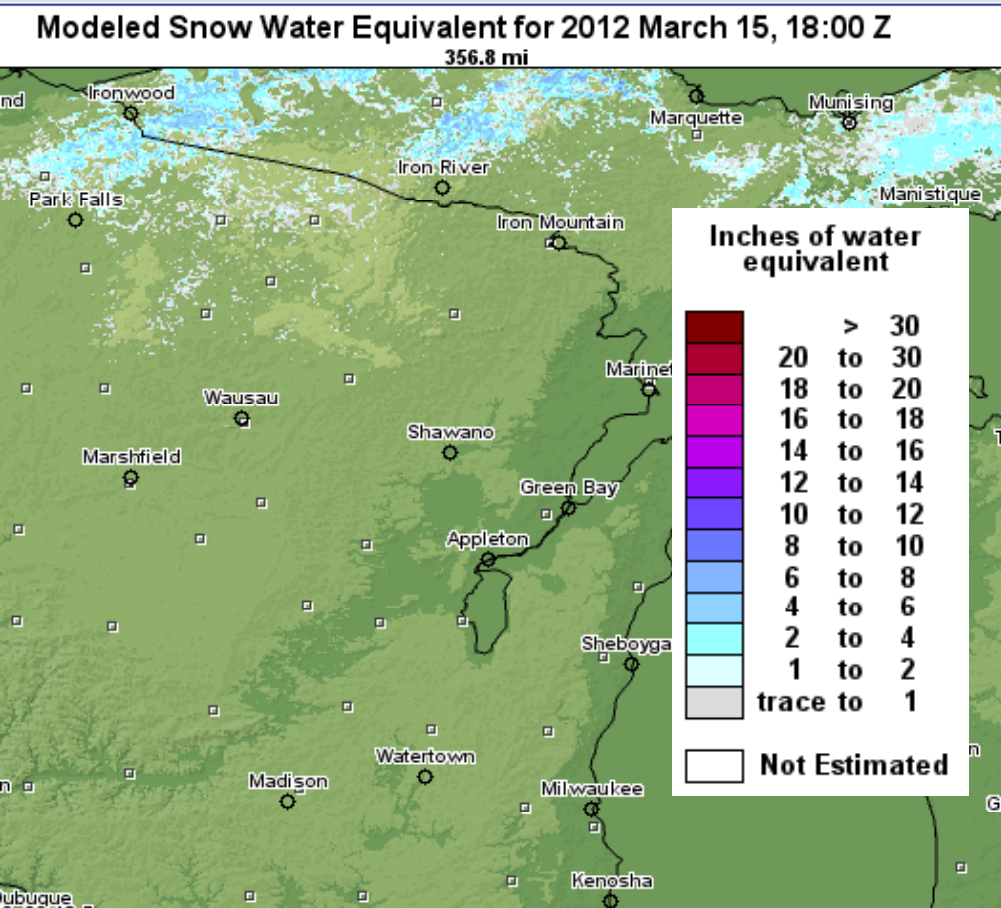 Modeled Snow Water Equivalent for 2012 March 15, 18:00 Z
356.8 mi
nd
Ironwood
Marquette
Munising
Iron River
Park Falls
Manistique
Iron Mountain
Inches of water
equivalent
> 30
20 to 30
18 to 20
16 to 18
14 to 16
12 to 14
10 to 12
8 to 10
6 to 8
4 to 6
2 to 4
1 to 2
trace to 1
Not Estimated
Marinet
Wausau
Shawano
Marshfield
Green Bay
Appleton
Sheboyga
Watertown
Madison
Milwaukee
n
n
G
Kenosha
Dubuque